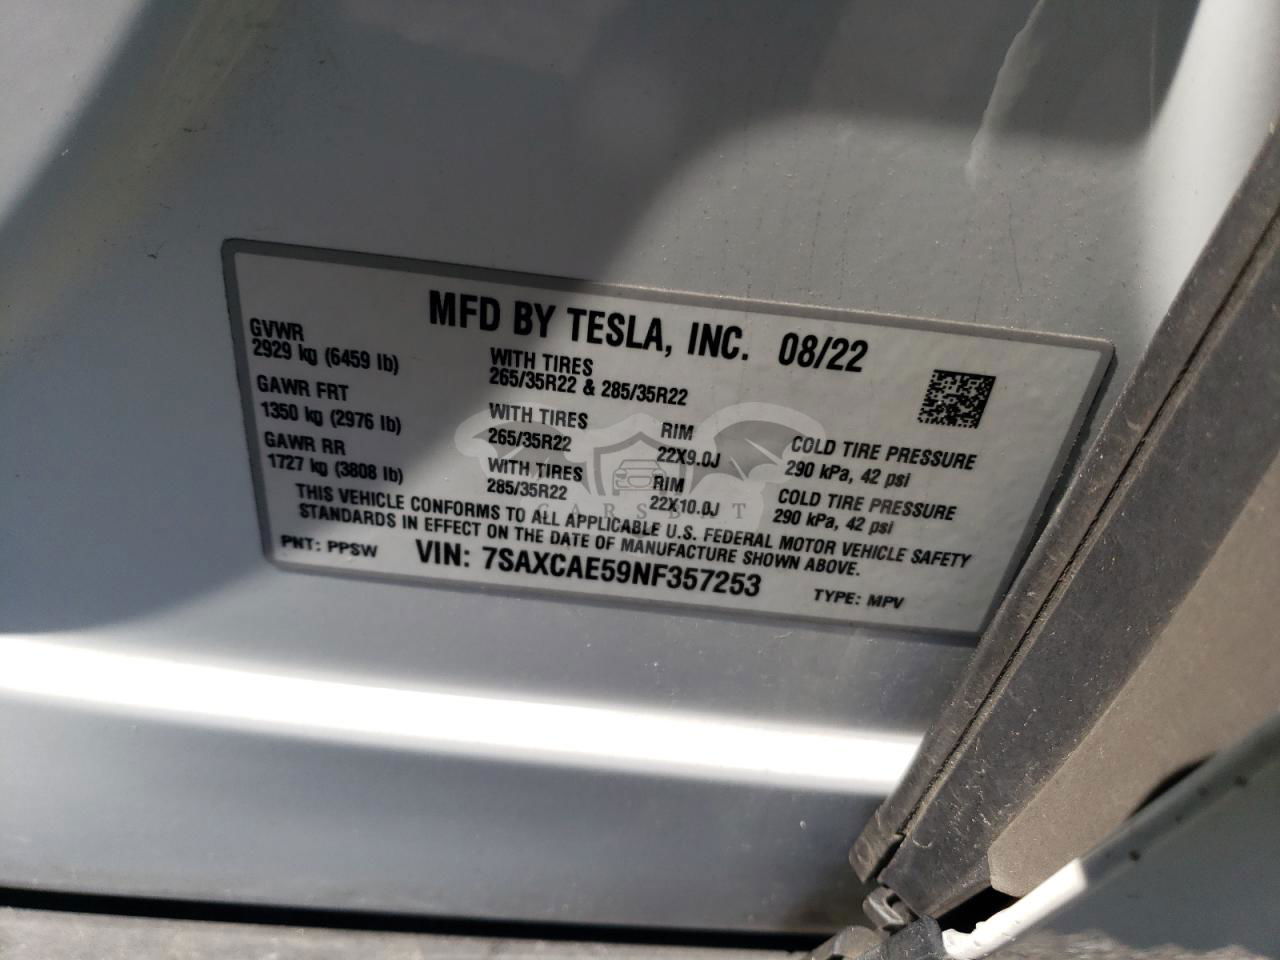 MFD BY TESLA, INC. 08/22
GVWR
2929 kg (6459 lb)
WITH TIRES
265/35R22 & 285/35R22
GAWR FRT
1350 kg (2976 lb)
WITH TIRES
265/35R22
RIM
22X9.0J
COLD TIRE PRESSURE
290 kPa, 42 psi
GAWR RR
1727 kg (3808 lb)
WITH TIRES
285/35R22
RIM
22X10.0J
COLD TIRE PRESSURE
290 kPa, 42 psi
THIS VEHICLE CONFORMS TO ALL APPLICABLE U.S. FEDERAL MOTOR VEHICLE SAFETY
STANDARDS IN EFFECT ON THE DATE OF MANUFACTURE SHOWN ABOVE.
PNT: PPSW VIN: 7SAXCAE59NF357253 TYPE: MPV